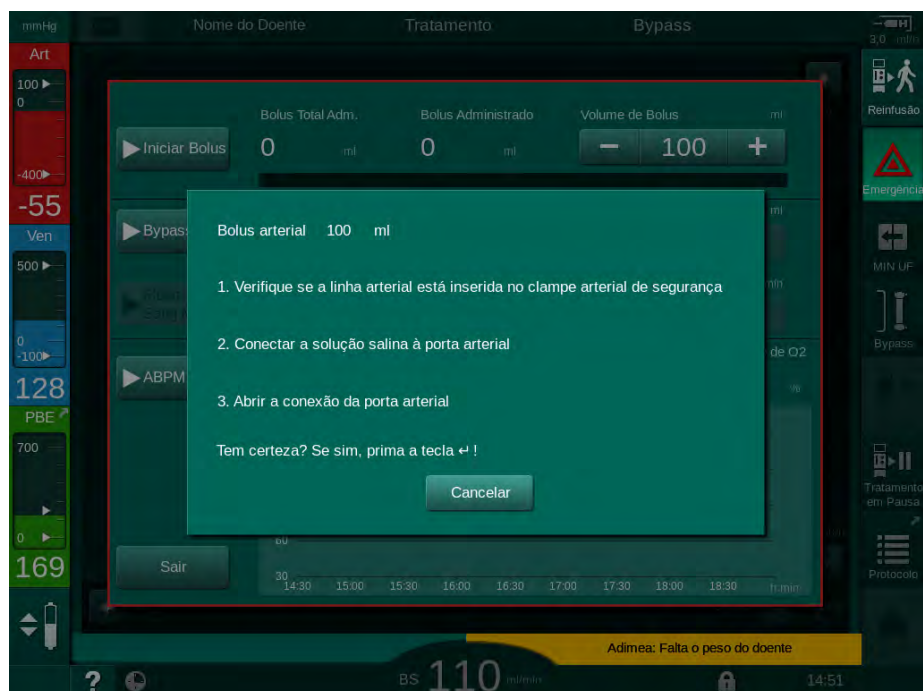 mmHg
Nome do Doente
Tratamento
Bypass
3,0 ml/h
Art
100
0
-400
-55
Ven
500
0
-100
128
PBE
700
0
169
Bolus Total Adm.
Bolus Administrado
Volume de Bolus
ml
Iniciar Bolus
0 ml
0 ml
100
Bypass
ml
min
de O2
ABPM
%
Bolus arterial 100 ml
1. Verifique se a linha arterial está inserida no clampe arterial de segurança
2. Conectar a solução salina à porta arterial
3. Abrir a conexão da porta arterial
Tem certeza? Se sim, prima a tecla ↵ !
Cancelar
60
30
14:30 15:00 15:30 16:00 16:30 17:00 17:30 18:00 18:30 h:min
Sair
Reinfusão
Emergência
MIN UF
Bypass
Tratamento
em Pausa
Protocolo
Adimea: Falta o peso do doente
?
BS 110 ml/min
14:51